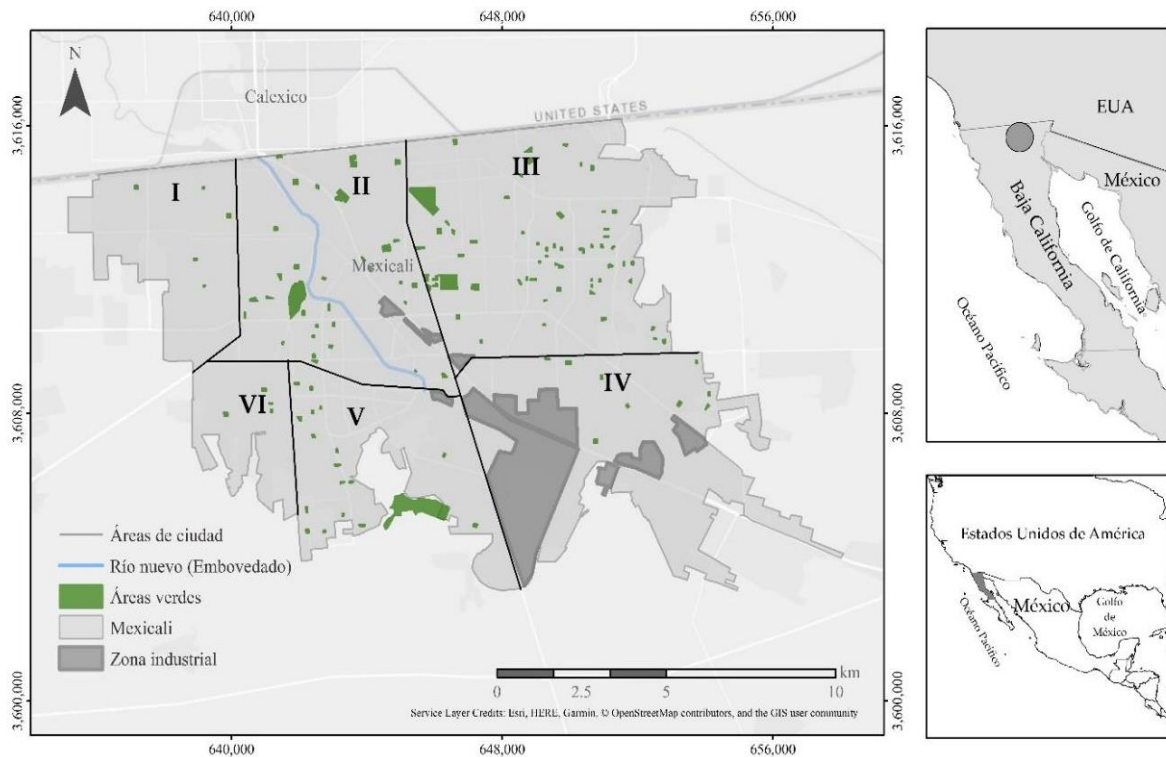 640,000
648,000
656,000
N
Calexico
UNITED STATES
3,616,000
3,616,000
I
II
III
Mexicali
IV
V
VI
3,608,000
3,608,000
Áreas de ciudad
Río nuevo (Embovedado)
Áreas verdes
Mexicali
Zona industrial
km
0
2.5
5
10
Service Layer Credits: Esri, HERE, Garmin, © OpenStreetMap contributors, and the GIS user community
3,600,000
3,600,000
640,000
648,000
656,000
EUA
México
Baja California
Golfo de California
Océano Pacífico
Estados Unidos de América
México
Golfo
de
México
Océano Pacífico